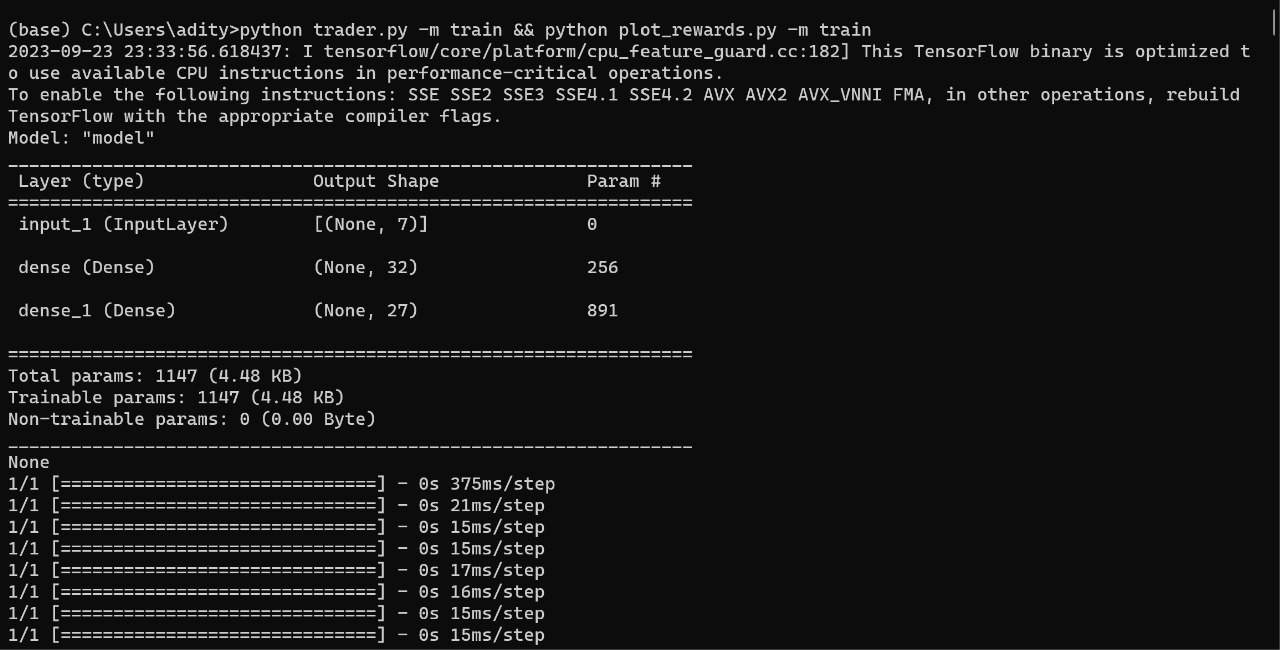 (base) C:\Users\adity>python trader.py -m train && python plot_rewards.py -m train
2023-09-23 23:33:56.618437: I tensorflow/core/platform/cpu_feature_guard.cc:182] This TensorFlow binary is optimized t
o use available CPU instructions in performance-critical operations.
To enable the following instructions: SSE SSE2 SSE3 SSE4.1 SSE4.2 AVX AVX2 AVX_VNNI FMA, in other operations, rebuild
TensorFlow with the appropriate compiler flags.
Model: "model"
_________________________________________________________________
Layer (type) Output Shape Param #
=================================================================
input_1 (InputLayer) [(None, 7)] 0
dense (Dense) (None, 32) 256
dense_1 (Dense) (None, 27) 891
=================================================================
Total params: 1147 (4.48 KB)
Trainable params: 1147 (4.48 KB)
Non-trainable params: 0 (0.00 Byte)
_________________________________________________________________
None
1/1 [==============================] - 0s 375ms/step
1/1 [==============================] - 0s 21ms/step
1/1 [==============================] - 0s 15ms/step
1/1 [==============================] - 0s 15ms/step
1/1 [==============================] - 0s 17ms/step
1/1 [==============================] - 0s 16ms/step
1/1 [==============================] - 0s 15ms/step
1/1 [==============================] - 0s 15ms/step